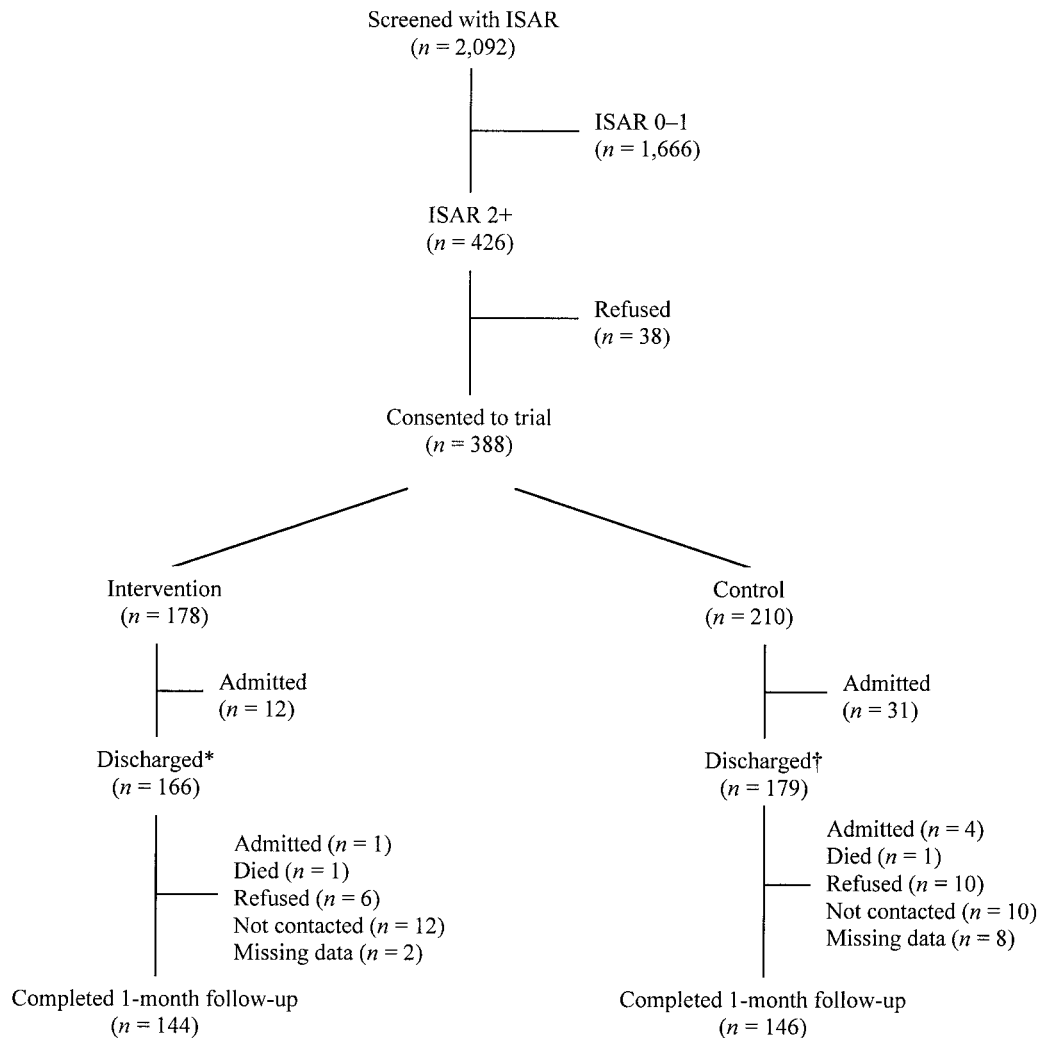 Screened with ISAR
(n = 2,092)
ISAR 0–1
(n = 1,666)
ISAR 2+
(n = 426)
Refused
(n = 38)
Consented to trial
(n = 388)
Intervention
(n = 178)
Admitted
(n = 12)
Discharged*
(n = 166)
Admitted (n = 1)
Died (n = 1)
Refused (n = 6)
Not contacted (n = 12)
Missing data (n = 2)
Completed 1-month follow-up
(n = 144)
Control
(n = 210)
Admitted
(n = 31)
Discharged†
(n = 179)
Admitted (n = 4)
Died (n = 1)
Refused (n = 10)
Not contacted (n = 10)
Missing data (n = 8)
Completed 1-month follow-up
(n = 146)